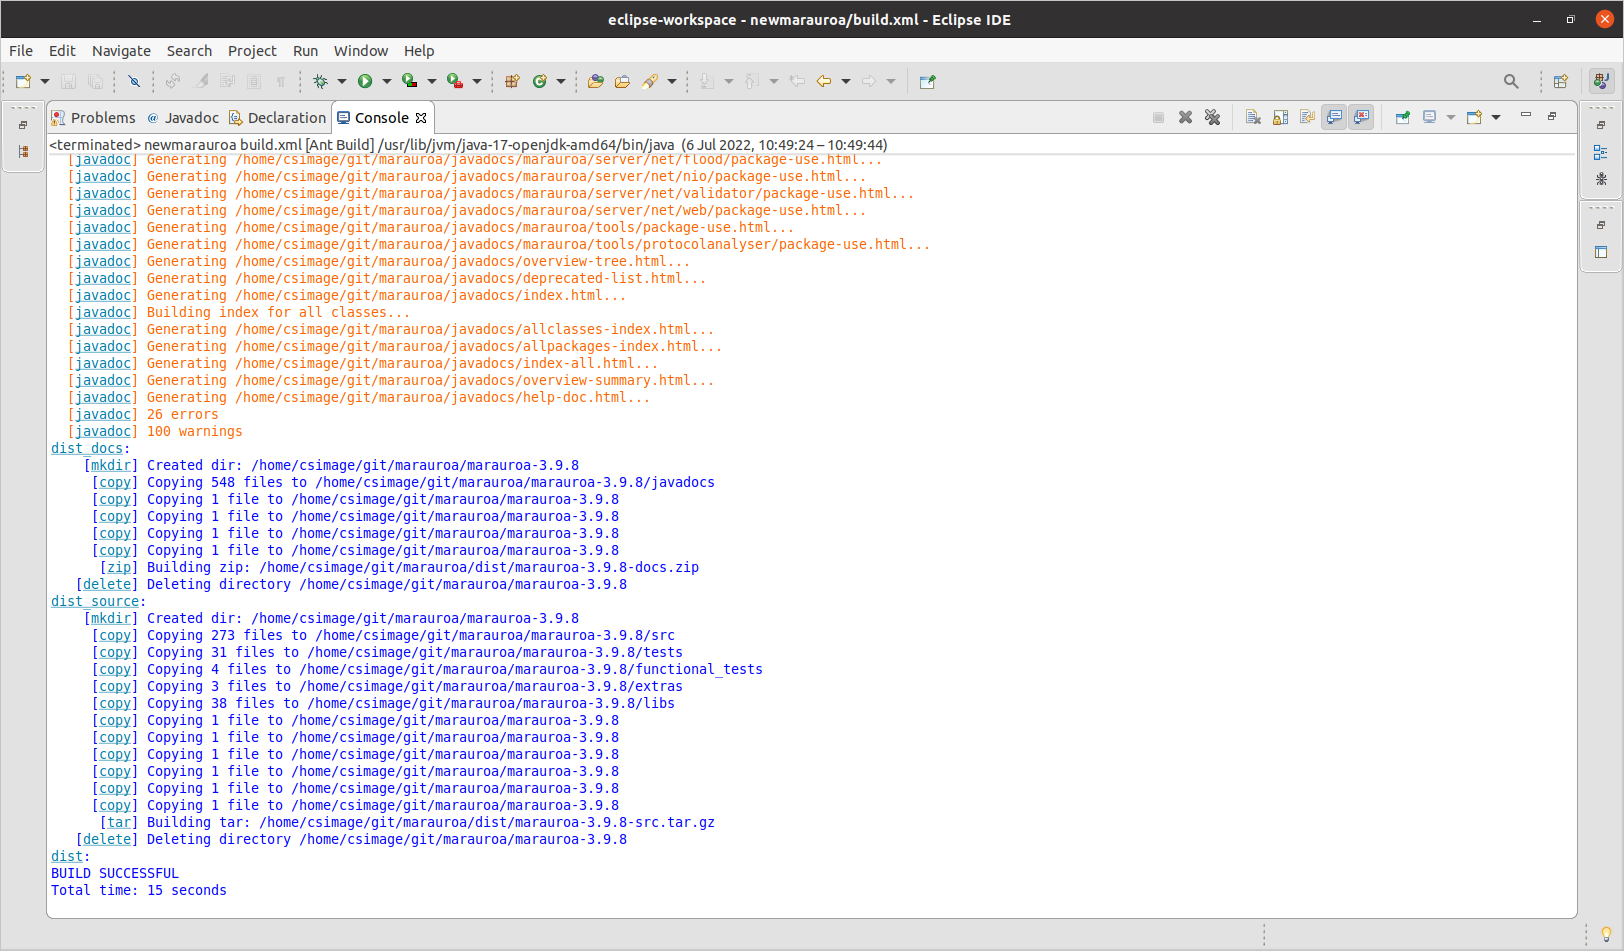 eclipse-workspace - newmarauroa/build.xml - Eclipse IDE
File Edit Navigate Search Project Run Window Help
Problems @ Javadoc Declaration Console
<terminated> newmarauroa build.xml [Ant Build] /usr/lib/jvm/java-17-openjdk-amd64/bin/java (6 Jul 2022, 10:49:24 – 10:49:44)
[javadoc] Generating /home/csimage/git/marauroa/javadocs/marauroa/server/net/flood/package-use.html...
[javadoc] Generating /home/csimage/git/marauroa/javadocs/marauroa/server/net/nio/package-use.html...
[javadoc] Generating /home/csimage/git/marauroa/javadocs/marauroa/server/net/validator/package-use.html...
[javadoc] Generating /home/csimage/git/marauroa/javadocs/marauroa/server/net/web/package-use.html...
[javadoc] Generating /home/csimage/git/marauroa/javadocs/marauroa/tools/package-use.html...
[javadoc] Generating /home/csimage/git/marauroa/javadocs/marauroa/tools/protocolanalyser/package-use.html...
[javadoc] Generating /home/csimage/git/marauroa/javadocs/overview-tree.html...
[javadoc] Generating /home/csimage/git/marauroa/javadocs/deprecated-list.html...
[javadoc] Generating /home/csimage/git/marauroa/javadocs/index.html...
[javadoc] Building index for all classes...
[javadoc] Generating /home/csimage/git/marauroa/javadocs/allclasses-index.html...
[javadoc] Generating /home/csimage/git/marauroa/javadocs/allpackages-index.html...
[javadoc] Generating /home/csimage/git/marauroa/javadocs/index-all.html...
[javadoc] Generating /home/csimage/git/marauroa/javadocs/overview-summary.html...
[javadoc] Generating /home/csimage/git/marauroa/javadocs/help-doc.html...
[javadoc] 26 errors
[javadoc] 100 warnings
dist_docs:
[mkdir] Created dir: /home/csimage/git/marauroa/marauroa-3.9.8
[copy] Copying 548 files to /home/csimage/git/marauroa/marauroa-3.9.8/javadocs
[copy] Copying 1 file to /home/csimage/git/marauroa/marauroa-3.9.8
[copy] Copying 1 file to /home/csimage/git/marauroa/marauroa-3.9.8
[copy] Copying 1 file to /home/csimage/git/marauroa/marauroa-3.9.8
[copy] Copying 1 file to /home/csimage/git/marauroa/marauroa-3.9.8
[zip] Building zip: /home/csimage/git/marauroa/dist/marauroa-3.9.8-docs.zip
[delete] Deleting directory /home/csimage/git/marauroa/marauroa-3.9.8
dist_source:
[mkdir] Created dir: /home/csimage/git/marauroa/marauroa-3.9.8
[copy] Copying 273 files to /home/csimage/git/marauroa/marauroa-3.9.8/src
[copy] Copying 31 files to /home/csimage/git/marauroa/marauroa-3.9.8/tests
[copy] Copying 4 files to /home/csimage/git/marauroa/marauroa-3.9.8/functional_tests
[copy] Copying 3 files to /home/csimage/git/marauroa/marauroa-3.9.8/extras
[copy] Copying 38 files to /home/csimage/git/marauroa/marauroa-3.9.8/libs
[copy] Copying 1 file to /home/csimage/git/marauroa/marauroa-3.9.8
[copy] Copying 1 file to /home/csimage/git/marauroa/marauroa-3.9.8
[copy] Copying 1 file to /home/csimage/git/marauroa/marauroa-3.9.8
[copy] Copying 1 file to /home/csimage/git/marauroa/marauroa-3.9.8
[copy] Copying 1 file to /home/csimage/git/marauroa/marauroa-3.9.8
[copy] Copying 1 file to /home/csimage/git/marauroa/marauroa-3.9.8
[tar] Building tar: /home/csimage/git/marauroa/dist/marauroa-3.9.8-src.tar.gz
[delete] Deleting directory /home/csimage/git/marauroa/marauroa-3.9.8
dist:
BUILD SUCCESSFUL
Total time: 15 seconds